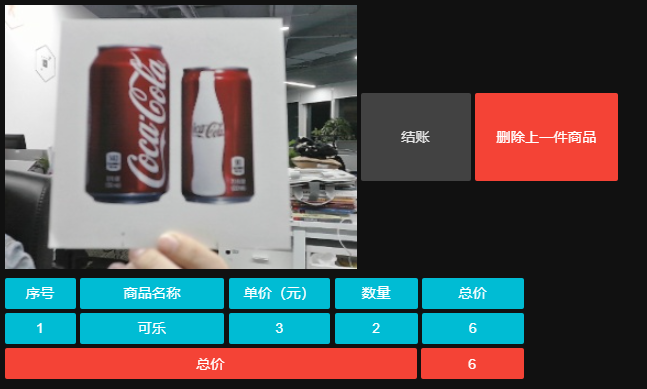 Coca-Cola
Coca-Cola
结账
删除上一件商品
序号 商品名称 单价（元） 数量 总价
1 可乐 3 2 6
总价 6